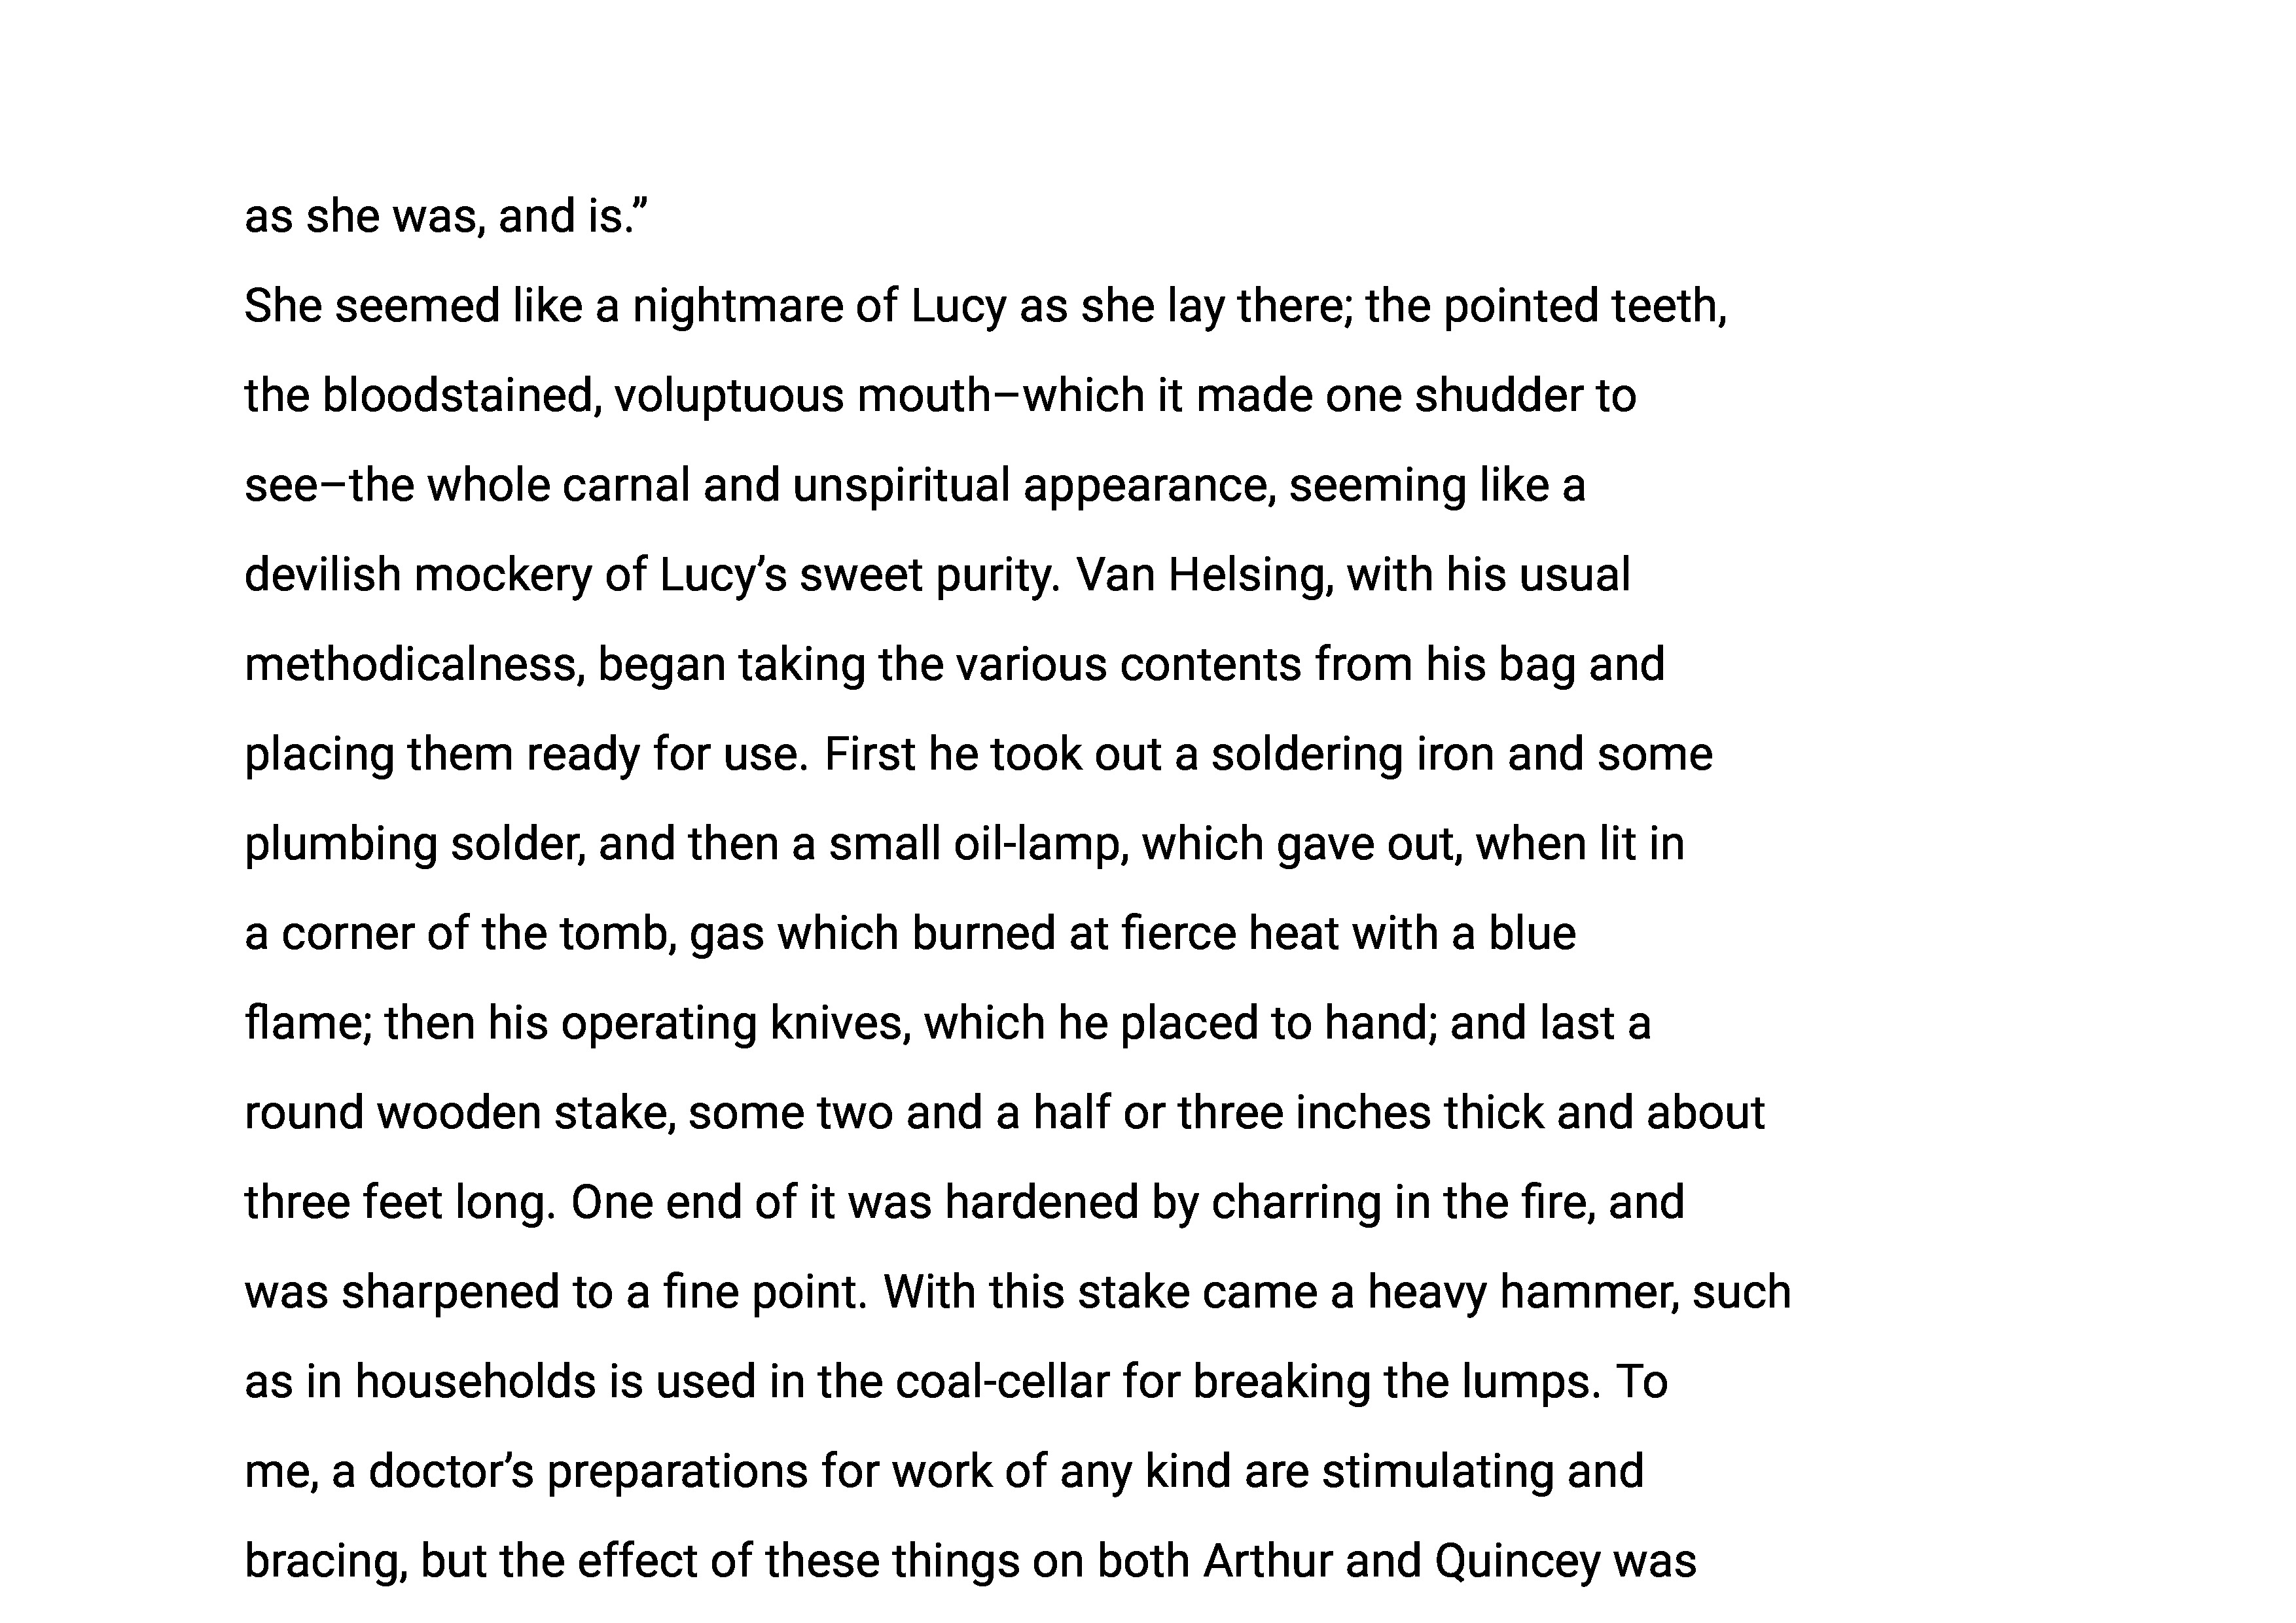 as she was, and is.”
She seemed like a nightmare of Lucy as she lay there; the pointed teeth,
the bloodstained, voluptuous mouth–which it made one shudder to
see–the whole carnal and unspiritual appearance, seeming like a
devilish mockery of Lucy’s sweet purity. Van Helsing, with his usual
methodicalness, began taking the various contents from his bag and
placing them ready for use. First he took out a soldering iron and some
plumbing solder, and then a small oil-lamp, which gave out, when lit in
a corner of the tomb, gas which burned at fierce heat with a blue
flame; then his operating knives, which he placed to hand; and last a
round wooden stake, some two and a half or three inches thick and about
three feet long. One end of it was hardened by charring in the fire, and
was sharpened to a fine point. With this stake came a heavy hammer, such
as in households is used in the coal-cellar for breaking the lumps. To
me, a doctor’s preparations for work of any kind are stimulating and
bracing, but the effect of these things on both Arthur and Quincey was